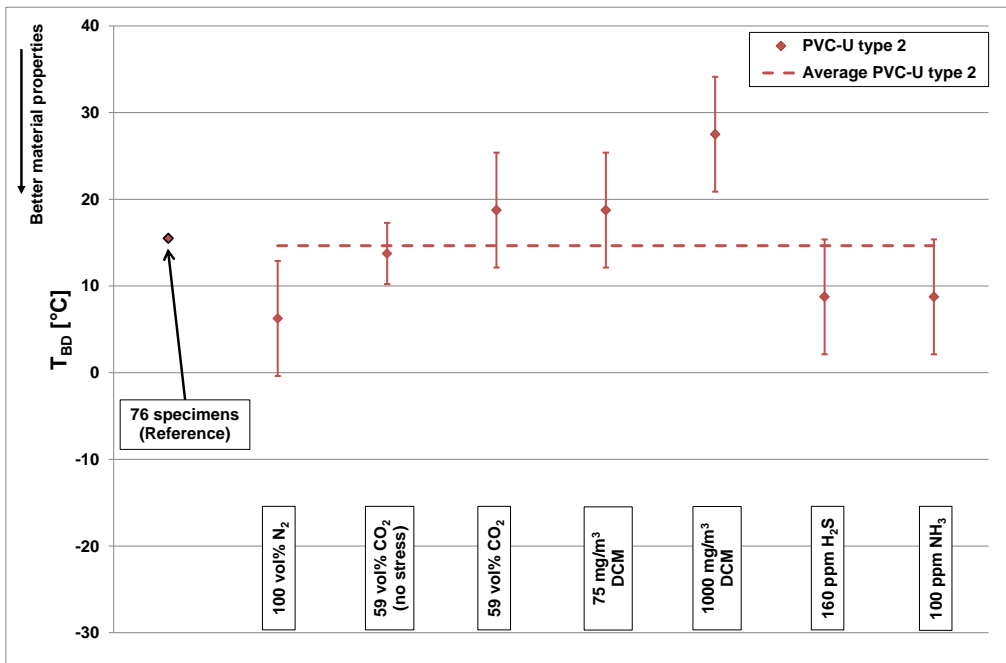 40
30
20
10
0
-10
-20
-30
Better material properties
T_BD [°C]
PVC-U type 2
Average PVC-U type 2
76 specimens
(Reference)
100 vol% N₂
59 vol% CO₂
(no stress)
59 vol% CO₂
75 mg/m³
DCM
1000 mg/m³
DCM
160 ppm H₂S
100 ppm NH₃